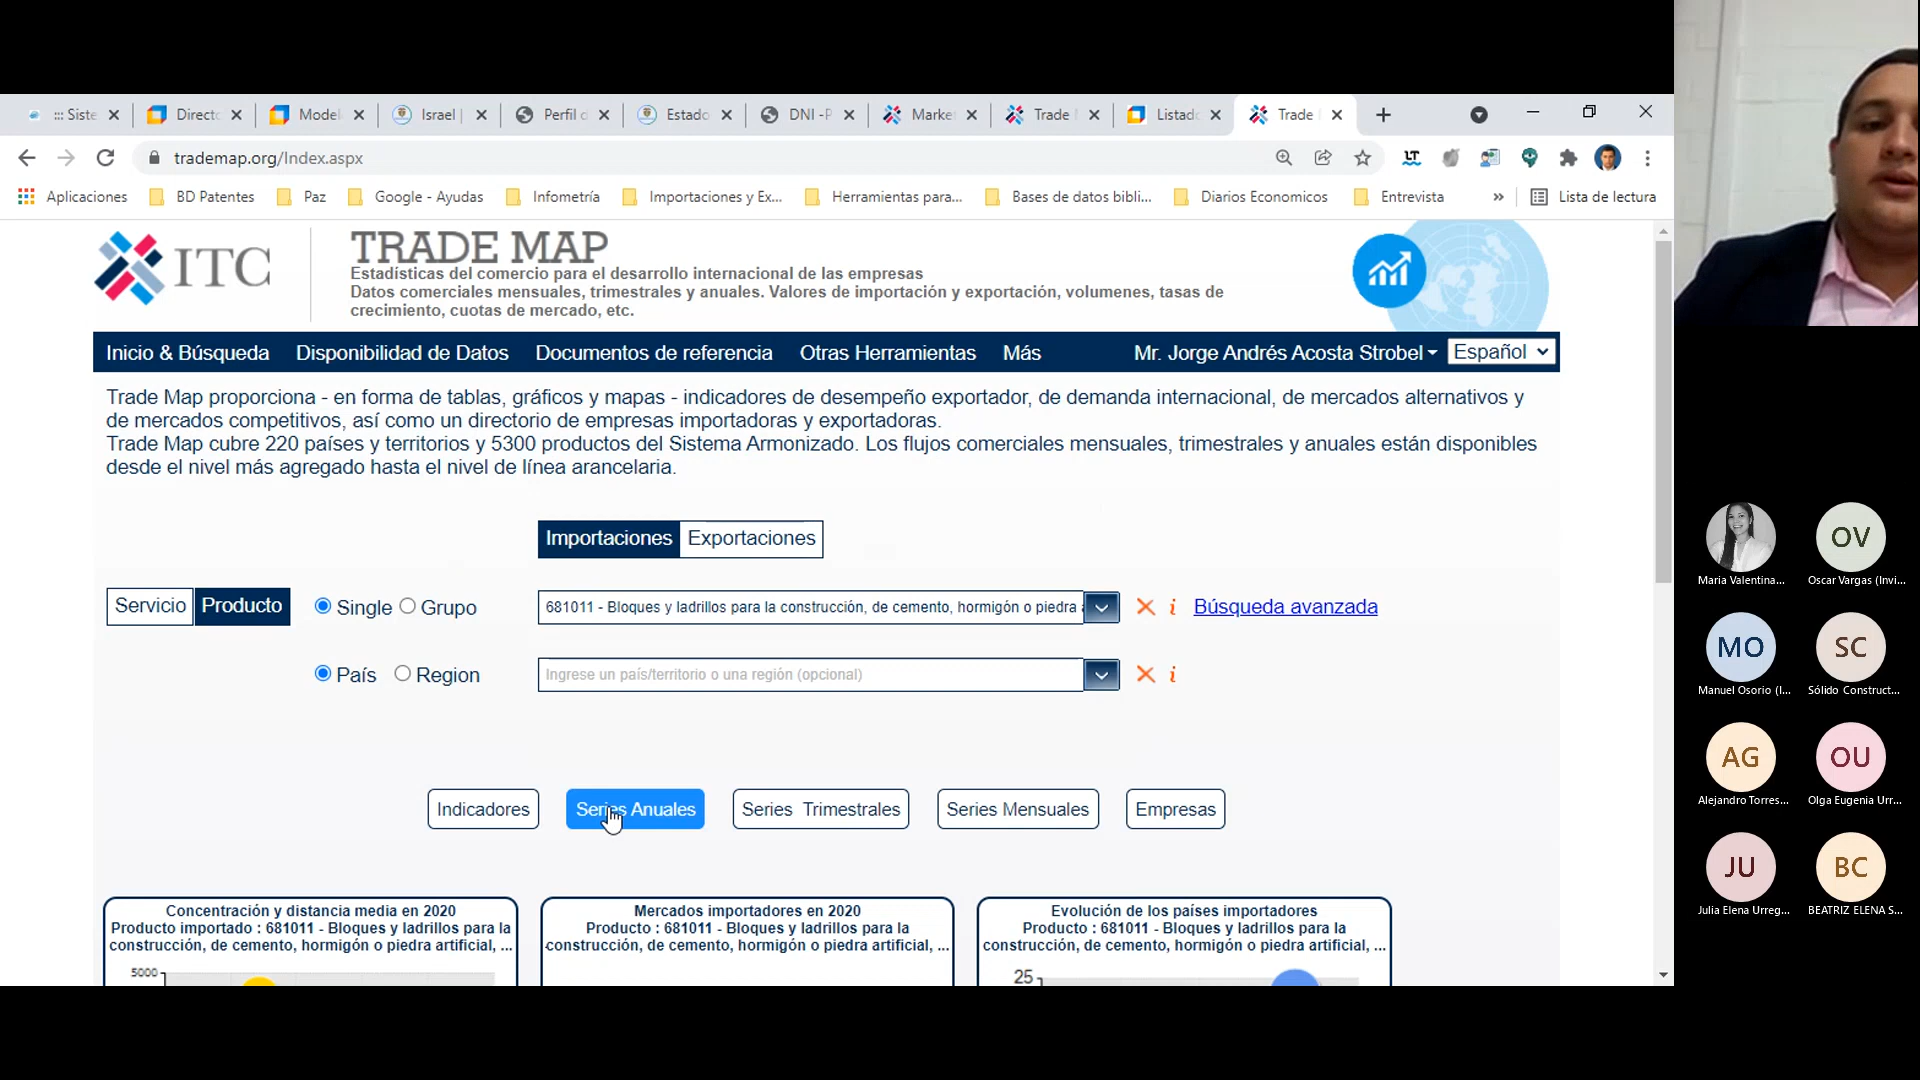 ::: Siste
Directo
Model
Israel |
Perfil d
Estado
DNI -P
Marke
Trade
Listado
Trade
trademap.org/Index.aspx
Aplicaciones
BD Patentes
Paz
Google - Ayudas
Infometría
Importaciones y Ex...
Herramientas para...
Bases de datos bibli...
Diarios Economicos
Entrevista
»
Lista de lectura
ITC
TRADE MAP
Estadísticas del comercio para el desarrollo internacional de las empresas
Datos comerciales mensuales, trimestrales y anuales. Valores de importación y exportación, volumenes, tasas de
crecimiento, cuotas de mercado, etc.
Inicio & Búsqueda
Disponibilidad de Datos
Documentos de referencia
Otras Herramientas
Más
Mr. Jorge Andrés Acosta Strobel
Español
Trade Map proporciona - en forma de tablas, gráficos y mapas - indicadores de desempeño exportador, de demanda internacional, de mercados alternativos y
de mercados competitivos, así como un directorio de empresas importadoras y exportadoras.
Trade Map cubre 220 países y territorios y 5300 productos del Sistema Armonizado. Los flujos comerciales mensuales, trimestrales y anuales están disponibles
desde el nivel más agregado hasta el nivel de línea arancelaria.
Importaciones
Exportaciones
Servicio
Producto
Single
Grupo
681011 - Bloques y ladrillos para la construcción, de cemento, hormigón o piedra a
i
Búsqueda avanzada
País
Region
Ingrese un país/territorio o una región (opcional)
i
Indicadores
Series Anuales
Series Trimestrales
Series Mensuales
Empresas
Concentración y distancia media en 2020
Producto importado : 681011 - Bloques y ladrillos para la
construcción, de cemento, hormigón o piedra artificial, ...
5000
Mercados importadores en 2020
Producto : 681011 - Bloques y ladrillos para la
construcción, de cemento, hormigón o piedra artificial, ...
Evolución de los países importadores
Producto : 681011 - Bloques y ladrillos para la
construcción, de cemento, hormigón o piedra artificial, ...
25
Maria Valentina...
OV
Oscar Vargas (Invi...
MO
Manuel Osorio (I...
SC
Sólido Construct...
AG
Alejandro Torres...
OU
Olga Eugenia Urr...
JU
Julia Elena Urreg...
BC
BEATRIZ ELENA S...